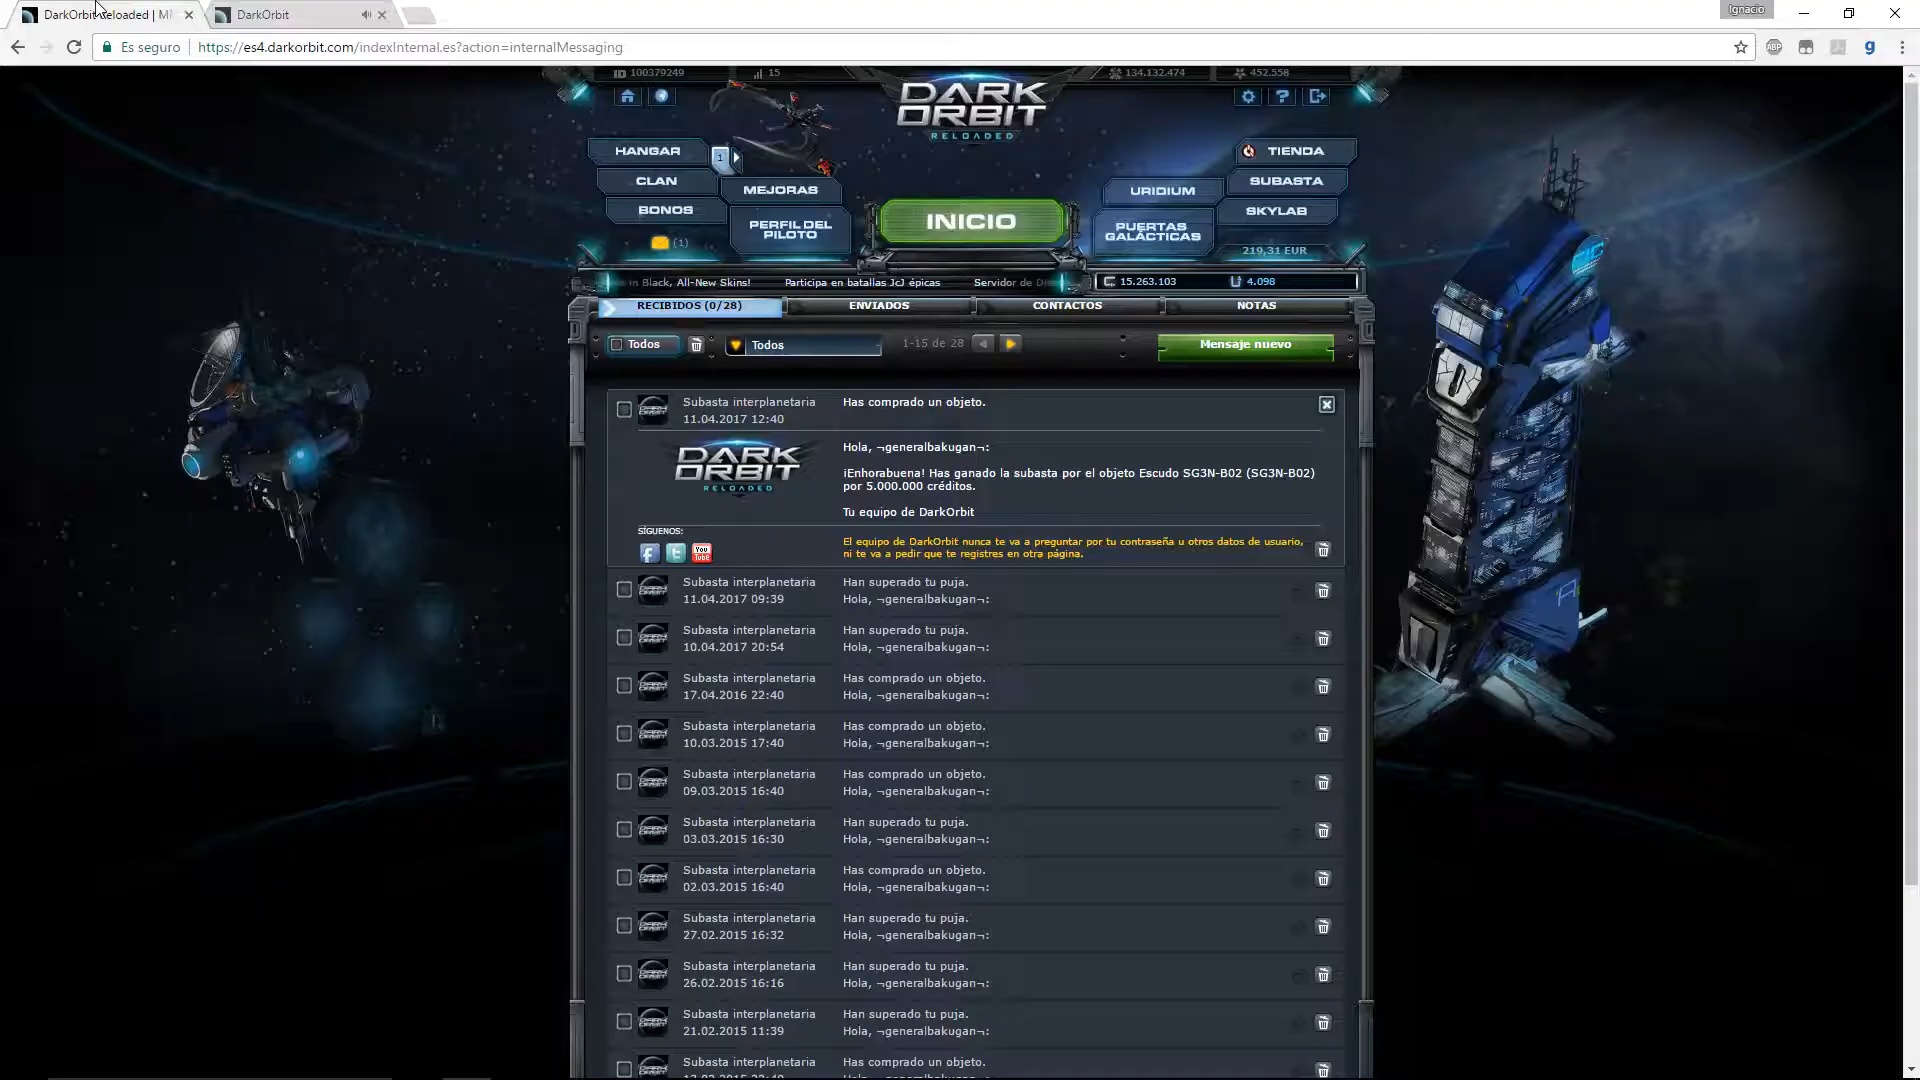 DarkOrbit Reloaded | M
DarkOrbit
Ignacio
Es seguro
https://es4.darkorbit.com/indexInternal.es?action=internalMessaging
ABP
g
ID 100379249
15
134.132.474
452.558
DARK
ORBIT
RELOADED
?
HANGAR
1
TIENDA
CLAN
MEJORAS
URIDIUM
SUBASTA
BONOS
PERFIL DEL
PILOTO
INICIO
PUERTAS
GALÁCTICAS
SKYLAB
(1)
219,31 EUR
in Black, All-New Skins!
Participa en batallas JcJ épicas
Servidor de
C. 15.263.103
U 4.098
RECIBIDOS (0/28)
ENVIADOS
CONTACTOS
NOTAS
Todos
Todos
1-15 de 28
Mensaje nuevo
Subasta interplanetaria
11.04.2017 12:40
Has comprado un objeto.
DARK
ORBIT
RELOADED
Hola, ¬generalbakugan¬:
¡Enhorabuena! Has ganado la subasta por el objeto Escudo SG3N-B02 (SG3N-B02)
por 5.000.000 créditos.
Tu equipo de DarkOrbit
SÍGUENOS:
f
t
You
Tube
El equipo de DarkOrbit nunca te va a preguntar por tu contraseña u otros datos de usuario,
ni te va a pedir que te registres en otra página.
Subasta interplanetaria
11.04.2017 09:39
Han superado tu puja.
Hola, ¬generalbakugan¬:
Subasta interplanetaria
10.04.2017 20:54
Han superado tu puja.
Hola, ¬generalbakugan¬:
Subasta interplanetaria
17.04.2016 22:40
Has comprado un objeto.
Hola, ¬generalbakugan¬:
Subasta interplanetaria
10.03.2015 17:40
Has comprado un objeto.
Hola, ¬generalbakugan¬:
Subasta interplanetaria
09.03.2015 16:40
Has comprado un objeto.
Hola, ¬generalbakugan¬:
Subasta interplanetaria
03.03.2015 16:30
Han superado tu puja.
Hola, ¬generalbakugan¬:
Subasta interplanetaria
02.03.2015 16:40
Has comprado un objeto.
Hola, ¬generalbakugan¬:
Subasta interplanetaria
27.02.2015 16:32
Han superado tu puja.
Hola, ¬generalbakugan¬:
Subasta interplanetaria
26.02.2015 16:16
Han superado tu puja.
Hola, ¬generalbakugan¬:
Subasta interplanetaria
21.02.2015 11:39
Han superado tu puja.
Hola, ¬generalbakugan¬:
Subasta interplanetaria
Has comprado un objeto.
CIC